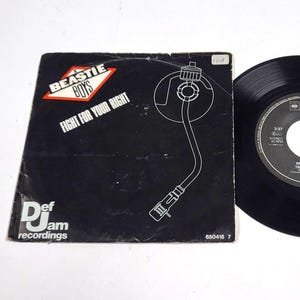 BEASTIE
BOYS
FIGHT FOR YOUR RIGHT
Def
Jam
recordings
650418 7